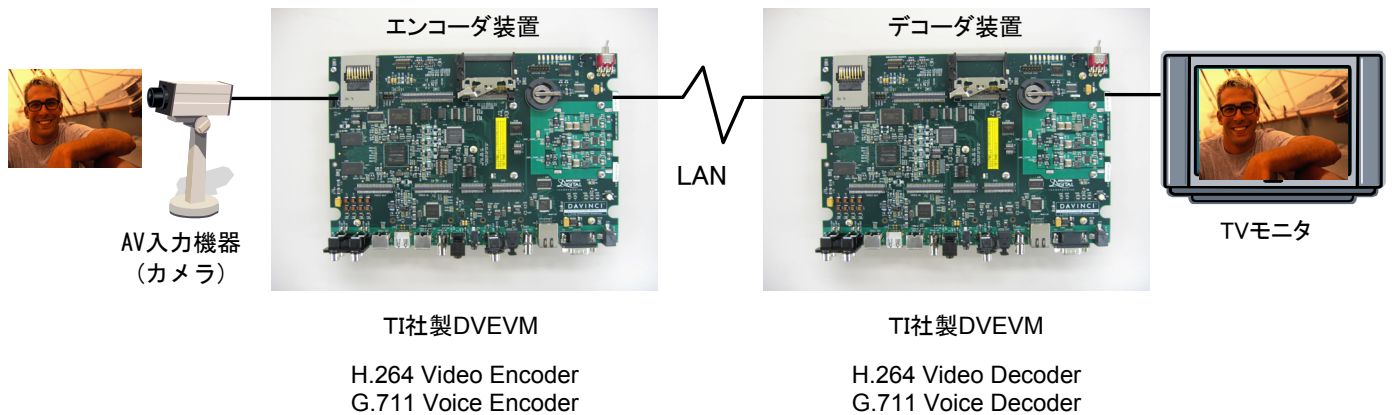 エンコーダ装置
デコーダ装置
LAN
AV入力機器
(カメラ)
TVモニタ
DAVINCI
DAVINCI
TI社製DVEVM
TI社製DVEVM
H.264 Video Encoder
G.711 Voice Encoder
H.264 Video Decoder
G.711 Voice Decoder